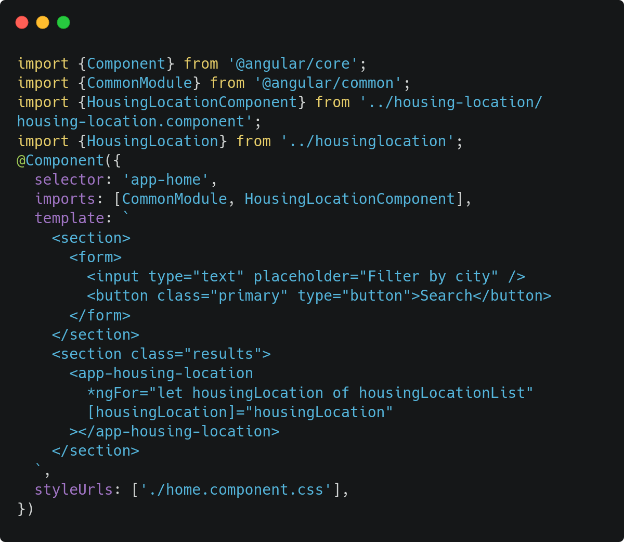 import {Component} from '@angular/core';
import {CommonModule} from '@angular/common';
import {HousingLocationComponent} from '../housing-location/
housing-location.component';
import {HousingLocation} from '../housinglocation';
@Component({
  selector: 'app-home',
  imports: [CommonModule, HousingLocationComponent],
  template: `
    <section>
      <form>
        <input type="text" placeholder="Filter by city" />
        <button class="primary" type="button">Search</button>
      </form>
    </section>
    <section class="results">
      <app-housing-location
        *ngFor="let housingLocation of housingLocationList"
        [housingLocation]="housingLocation"
      ></app-housing-location>
    </section>
  `,
  styleUrls: ['./home.component.css'],
})